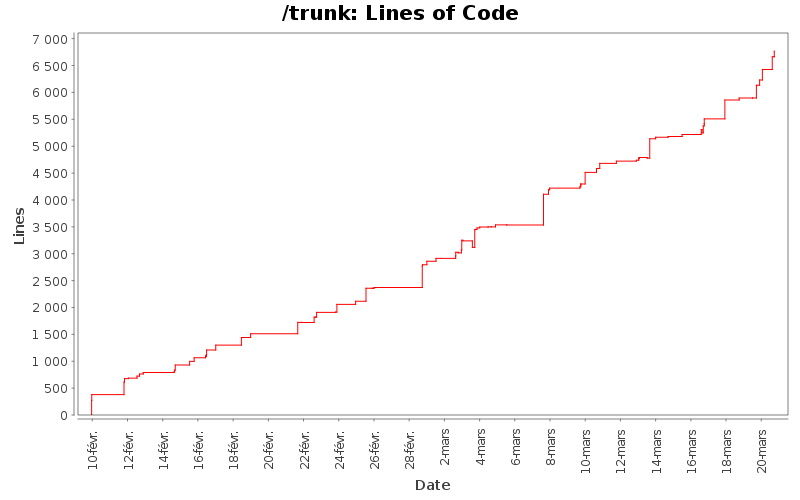 /trunk: Lines of Code
7 000
6 500
6 000
5 500
5 000
4 500
4 000
3 500
3 000
2 500
2 000
1 500
1 000
500
0
Lines
10-févr.
12-févr.
14-févr.
16-févr.
18-févr.
20-févr.
22-févr.
24-févr.
26-févr.
28-févr.
2-mars
4-mars
6-mars
8-mars
10-mars
12-mars
14-mars
16-mars
18-mars
20-mars
Date